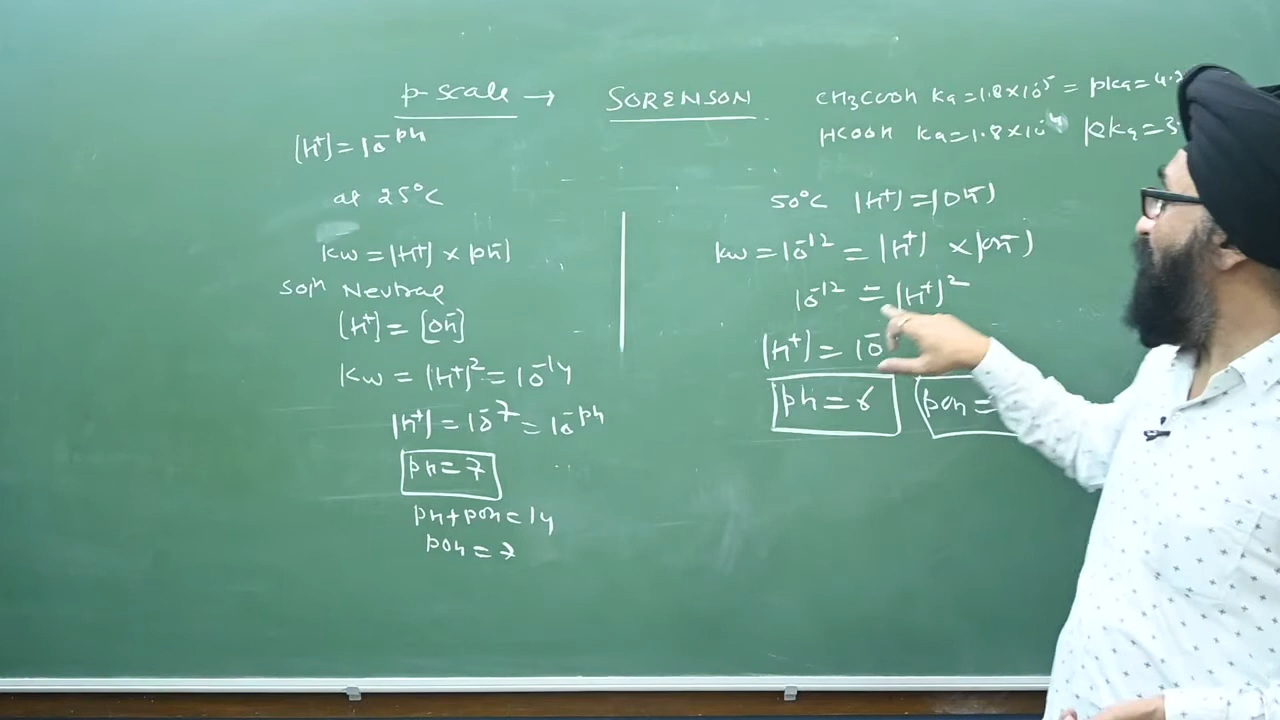 p-scale → SORENSON
CH3COOH Ka=1.8×10⁻⁵ = pKa=4.
HCOOH Ka=1.8×10⁻⁴ pKa=3.
[H⁺]=10⁻ᵖᴴ
at 25°C
Kw=[H⁺]×[OH⁻]
Solⁿ Neutral
[H⁺]=[OH⁻]
Kw=[H⁺]²=10⁻¹⁴
[H⁺]=10⁻⁷=10⁻ᵖᴴ
pH=7
pH+pOH=14
pOH=7
50°C [H⁺]=[OH⁻]
Kw=10⁻¹²=[H⁺]×[OH⁻]
10⁻¹²=[H⁺]²
[H⁺]=10⁻
pH=6 pOH=